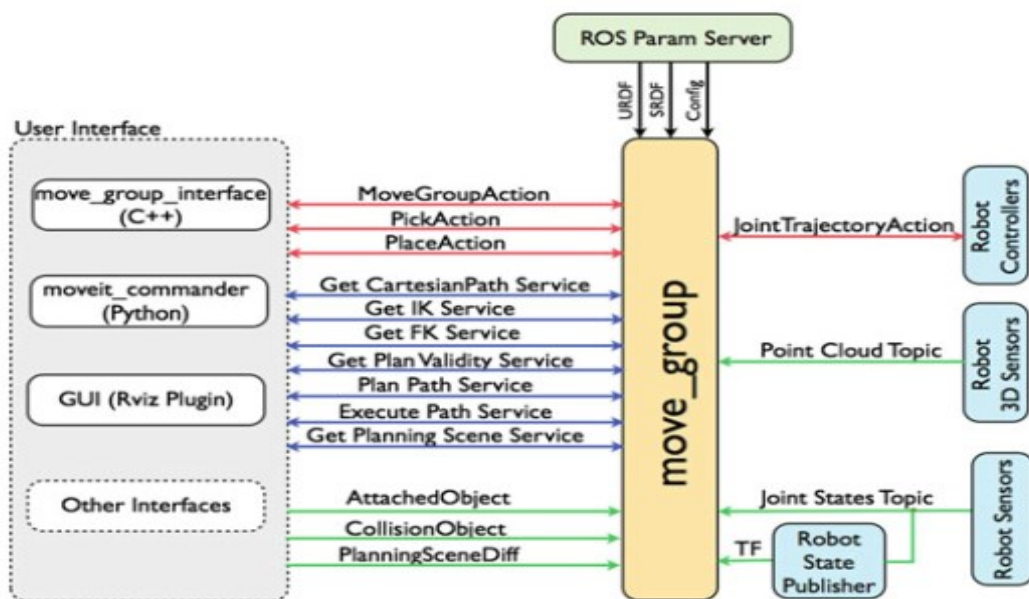 ROS Param Server
URDF
SRDF
Config
User Interface
move_group_interface
(C++)
moveit_commander
(Python)
GUI (Rviz Plugin)
Other Interfaces
MoveGroupAction
PickAction
PlaceAction
Get CartesianPath Service
Get IK Service
Get FK Service
Get Plan Validity Service
Plan Path Service
Execute Path Service
Get Planning Scene Service
AttachedObject
CollisionObject
PlanningSceneDiff
move_group
JointTrajectoryAction
Robot
Controllers
Point Cloud Topic
Robot
3D Sensors
Joint States Topic
TF
Robot
State
Publisher
Robot Sensors